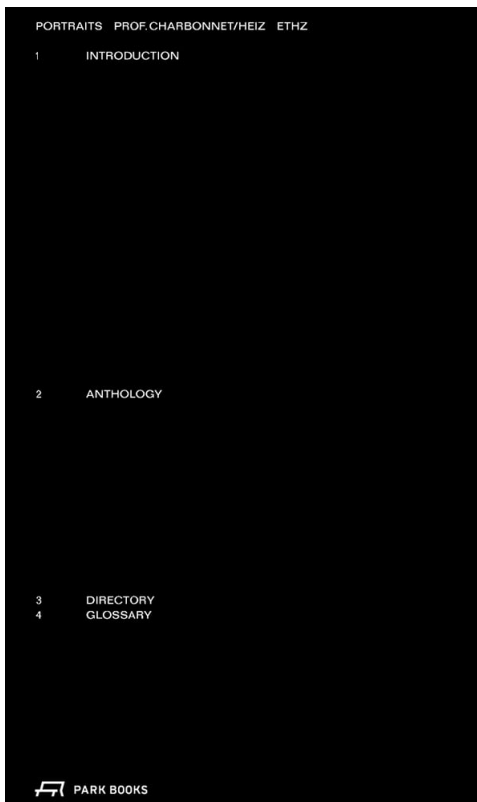 PORTRAITS PROF. CHARBONNET/HEIZ ETHZ
1 INTRODUCTION
2 ANTHOLOGY
3 DIRECTORY
4 GLOSSARY
PARK BOOKS